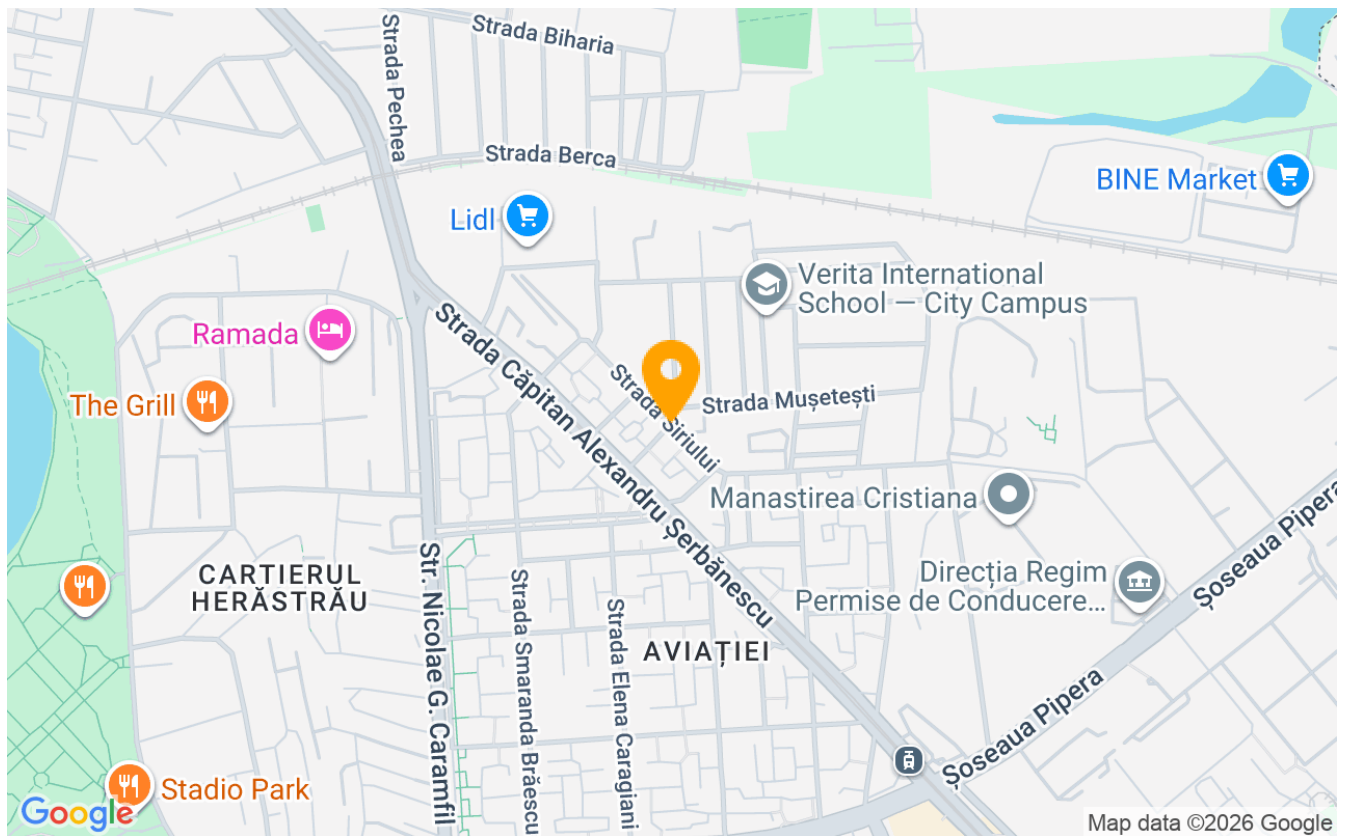 Strada Biharia
Strada Pechea
Strada Berca
BINE Market
Lidl
Verita International
School — City Campus
Ramada
Strada Căpitan Alexandru Șerbănescu
The Grill
Strada Siriului
Strada Mușetești
Manastirea Cristiana
Șoseaua Pipera
CARTIERUL
HERĂSTRĂU
Str. Nicolae G. Caramfil
Strada Smaranda Brăescu
Strada Elena Caragiani
Direcția Regim
Permise de Conducere...
AVIAȚIEI
Șoseaua Pipera
Stadio Park
Google
Map data ©2026 Google